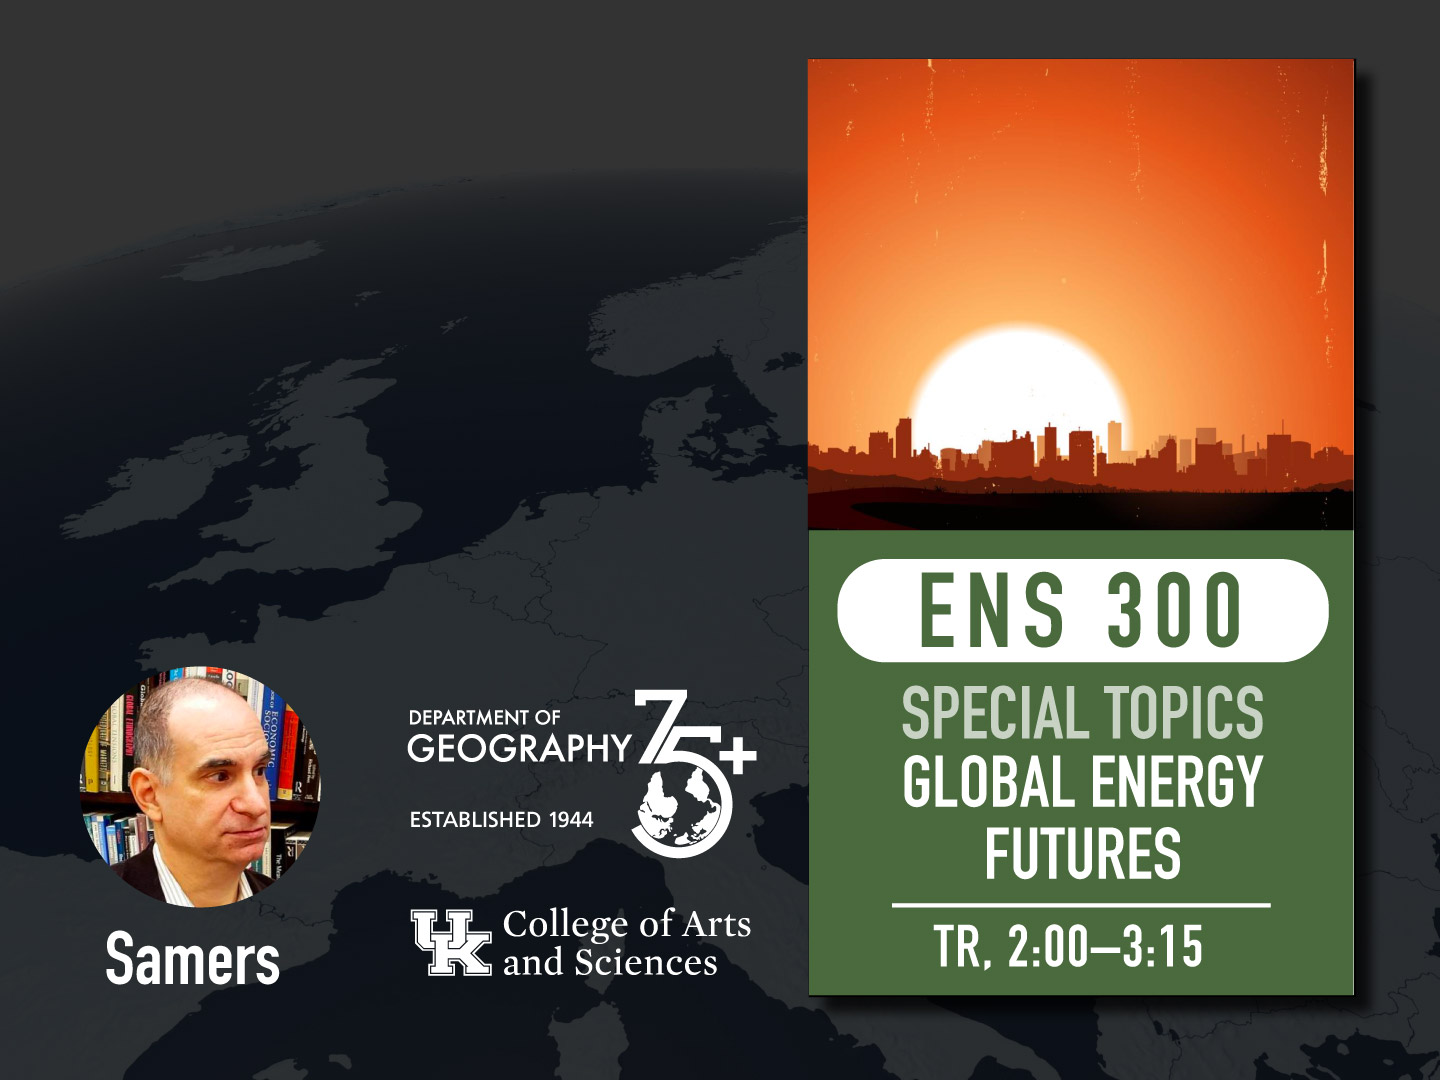 ENS 300
SPECIAL TOPICS
GLOBAL ENERGY
FUTURES
TR, 2:00–3:15
DEPARTMENT OF
GEOGRAPHY
75+
ESTABLISHED 1944
UK
College of Arts
and Sciences
Samers